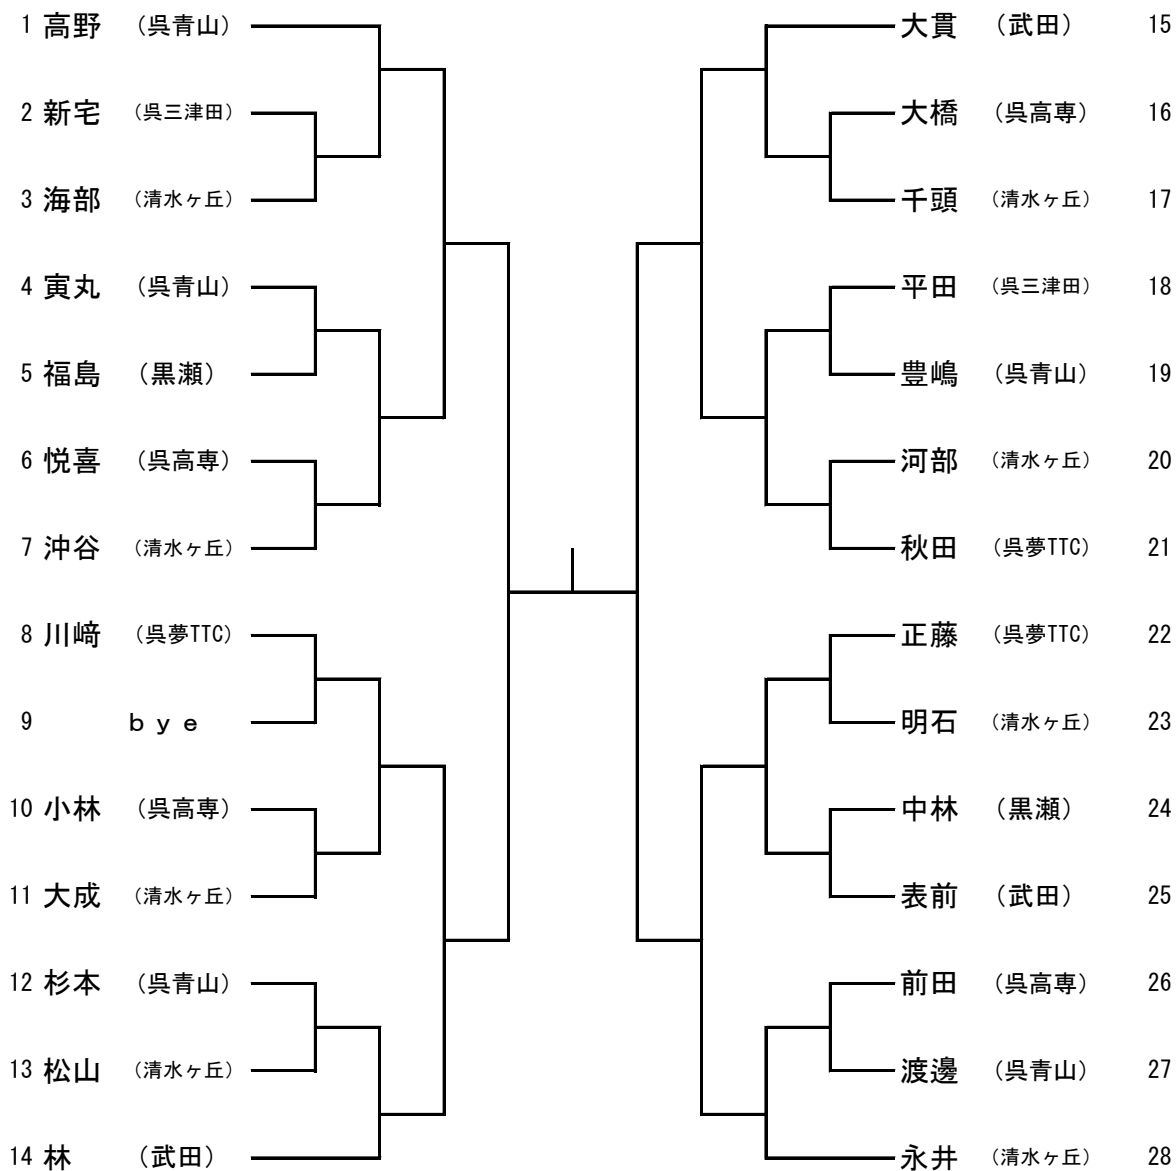 1 高野 (呉青山)
2 新宅 (呉三津田)
3 海部 (清水ヶ丘)
4 寅丸 (呉青山)
5 福島 (黒瀬)
6 悦喜 (呉高専)
7 沖谷 (清水ヶ丘)
8 川﨑 (呉夢TTC)
9 bye
10 小林 (呉高専)
11 大成 (清水ヶ丘)
12 杉本 (呉青山)
13 松山 (清水ヶ丘)
14 林 (武田)
大貫 (武田) 15
大橋 (呉高専) 16
千頭 (清水ヶ丘) 17
平田 (呉三津田) 18
豊嶋 (呉青山) 19
河部 (清水ヶ丘) 20
秋田 (呉夢TTC) 21
正藤 (呉夢TTC) 22
明石 (清水ヶ丘) 23
中林 (黒瀬) 24
表前 (武田) 25
前田 (呉高専) 26
渡邊 (呉青山) 27
永井 (清水ヶ丘) 28